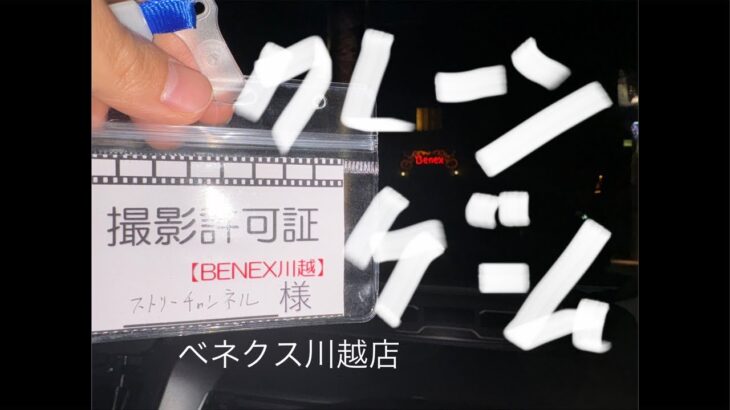 クレーン
ゲーム
Benex
撮影許可証
【BENEX川越】
ストリーチャンネル 様
ベネクス川越店